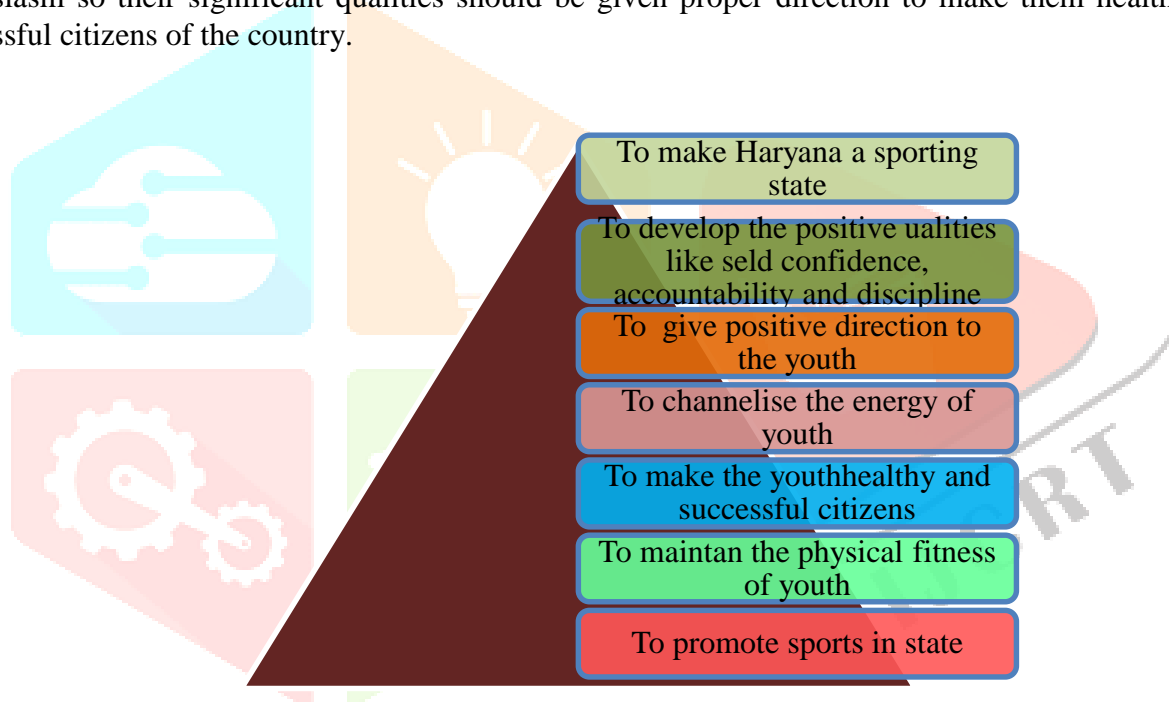 so their significant qualities should be given proper direction to make them
citizens of the country.
To make Haryana a sporting
state
To develop the positive ualities
like seld confidence,
accountability and discipline
To give positive direction to
the youth
To channelise the energy of
youth
To make the youthhealthy and
successful citizens
To maintan the physical fitness
of youth
To promote sports in state
IJCRT